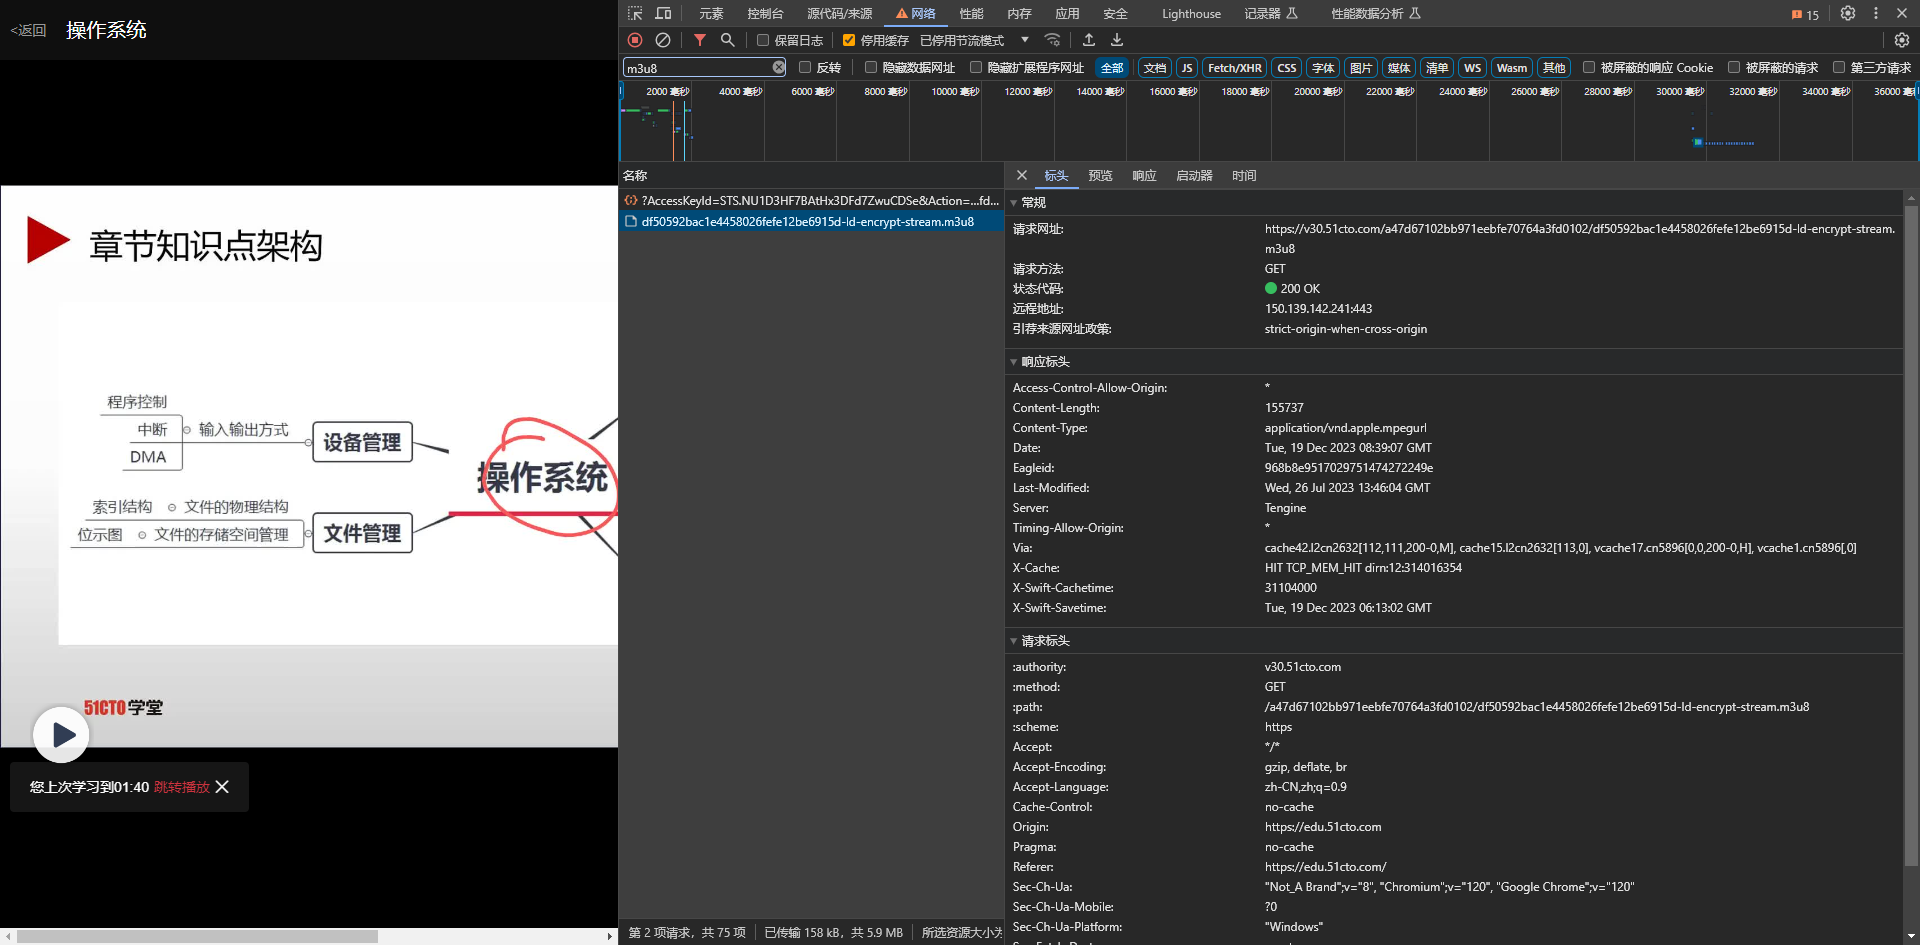 <返回 操作系统
章节知识点架构
程序控制
中断 输入输出方式
DMA
设备管理
操作系统
索引结构 文件的物理结构
位示图 文件的存储空间管理
文件管理
51CTO学堂
您上次学习到01:40 跳转播放
元素 控制台 源代码/来源 网络 性能 内存 应用 安全 Lighthouse 记录器 性能数据分析 15
保留日志 停用缓存 已停用节流模式
m3u8 反转 隐藏数据网址 隐藏扩展程序网址 全部 文档 JS Fetch/XHR CSS 字体 图片 媒体 清单 WS Wasm 其他 被屏蔽的响应 Cookie 被屏蔽的请求 第三方请求
2000 毫秒 4000 毫秒 6000 毫秒 8000 毫秒 10000 毫秒 12000 毫秒 14000 毫秒 16000 毫秒 18000 毫秒 20000 毫秒 22000 毫秒 24000 毫秒 26000 毫秒 28000 毫秒 30000 毫秒 32000 毫秒 34000 毫秒 36000
名称
?AccessKeyId=STS.NU1D3HF7BAtHx3DFd7ZwuCDSe&Action=...fd...
df50592bac1e4458026fefe12be6915d-ld-encrypt-stream.m3u8
标头 预览 响应 启动器 时间
常规
请求网址: https://v30.51cto.com/a47d67102bb971eebfe70764a3fd0102/df50592bac1e4458026fefe12be6915d-ld-encrypt-stream.
m3u8
请求方法: GET
状态代码: 200 OK
远程地址: 150.139.142.241:443
引荐来源网址政策: strict-origin-when-cross-origin
响应标头
Access-Control-Allow-Origin: *
Content-Length: 155737
Content-Type: application/vnd.apple.mpegurl
Date: Tue, 19 Dec 2023 08:39:07 GMT
Eagleid: 968b8e9517029751474272249e
Last-Modified: Wed, 26 Jul 2023 13:46:04 GMT
Server: Tengine
Timing-Allow-Origin: *
Via: cache42.l2cn2632[112,111,200-0,M], cache15.l2cn2632[113,0], vcache17.cn5896[0,0,200-0,H], vcache1.cn5896[,0]
X-Cache: HIT TCP_MEM_HIT dirn:12:314016354
X-Swift-Cachetime: 31104000
X-Swift-Savetime: Tue, 19 Dec 2023 06:13:02 GMT
请求标头
:authority: v30.51cto.com
:method: GET
:path: /a47d67102bb971eebfe70764a3fd0102/df50592bac1e4458026fefe12be6915d-ld-encrypt-stream.m3u8
:scheme: https
Accept: */*
Accept-Encoding: gzip, deflate, br
Accept-Language: zh-CN,zh;q=0.9
Cache-Control: no-cache
Origin: https://edu.51cto.com
Pragma: no-cache
Referer: https://edu.51cto.com/
Sec-Ch-Ua: "Not_A Brand";v="8", "Chromium";v="120", "Google Chrome";v="120"
Sec-Ch-Ua-Mobile: ?0
Sec-Ch-Ua-Platform: "Windows"
第 2 项请求，共 75 项 已传输 158 kB，共 5.9 MB 所选资源大小